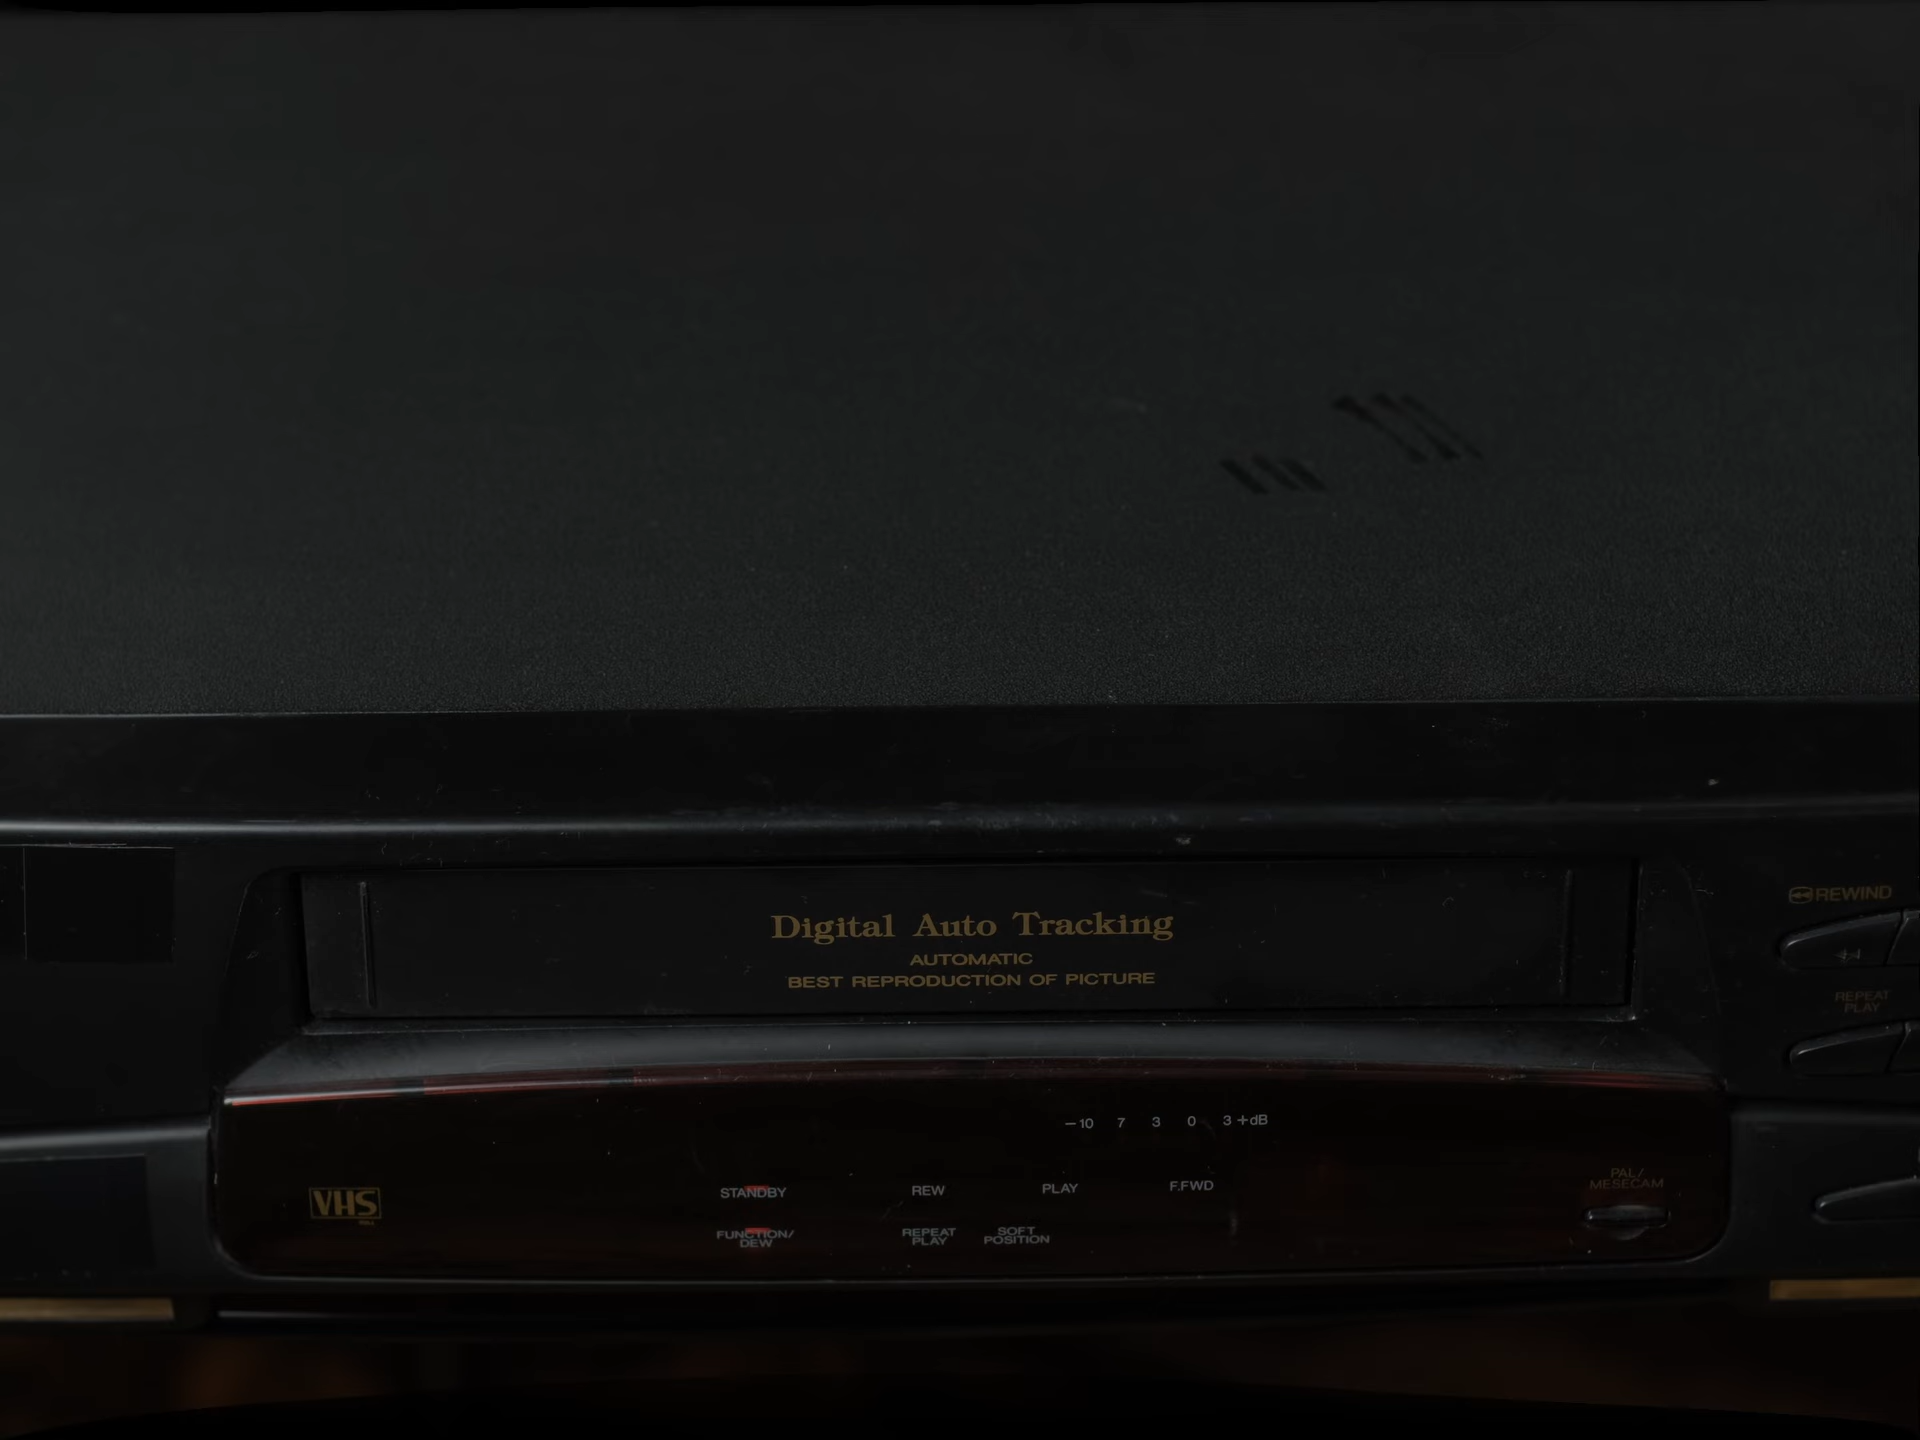 Digital Auto Tracking
AUTOMATIC
BEST REPRODUCTION OF PICTURE
REWIND
REPEAT
PLAY
−10 7 3 0 3 +dB
STANDBY REW PLAY F.FWD
FUNCTION/
DEW
REPEAT
PLAY
SOFT
POSITION
VHS
PAL/
MESECAM